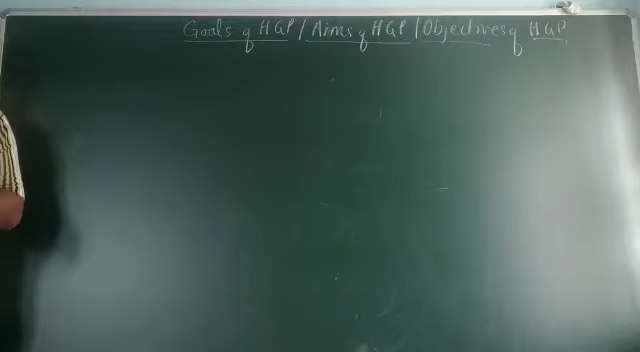 Goals of HGP / Aims of HGP / Objectives of HGP